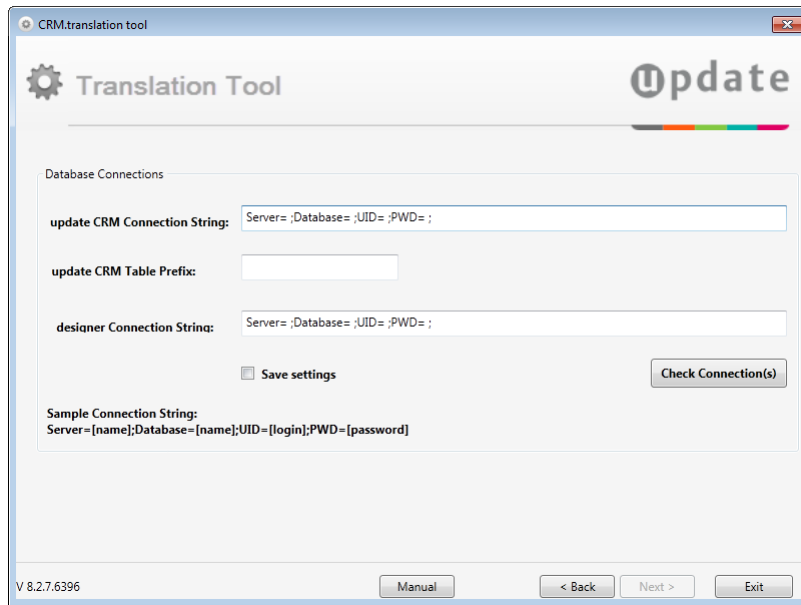 CRM.translation tool
Translation Tool
update
Database Connections
update CRM Connection String:
Server= ;Database= ;UID= ;PWD= ;
update CRM Table Prefix:
designer Connection String:
Server= ;Database= ;UID= ;PWD= ;
Save settings
Check Connection(s)
Sample Connection String:
Server=[name];Database=[name];UID=[login];PWD=[password]
V 8.2.7.6396
Manual
< Back
Next >
Exit